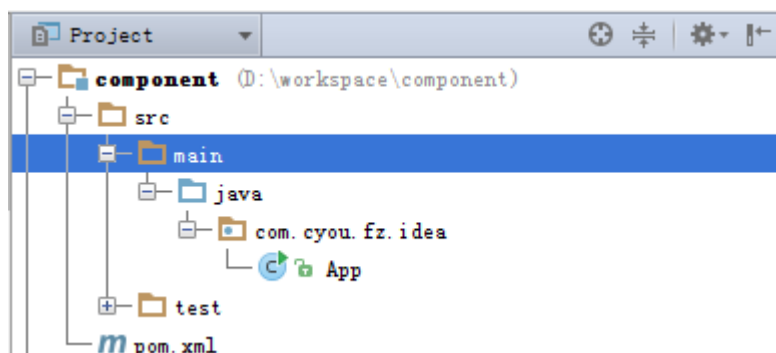 Project
component (D:\workspace\component)
src
main
java
com.cyou.fz.idea
App
test
pom.xml